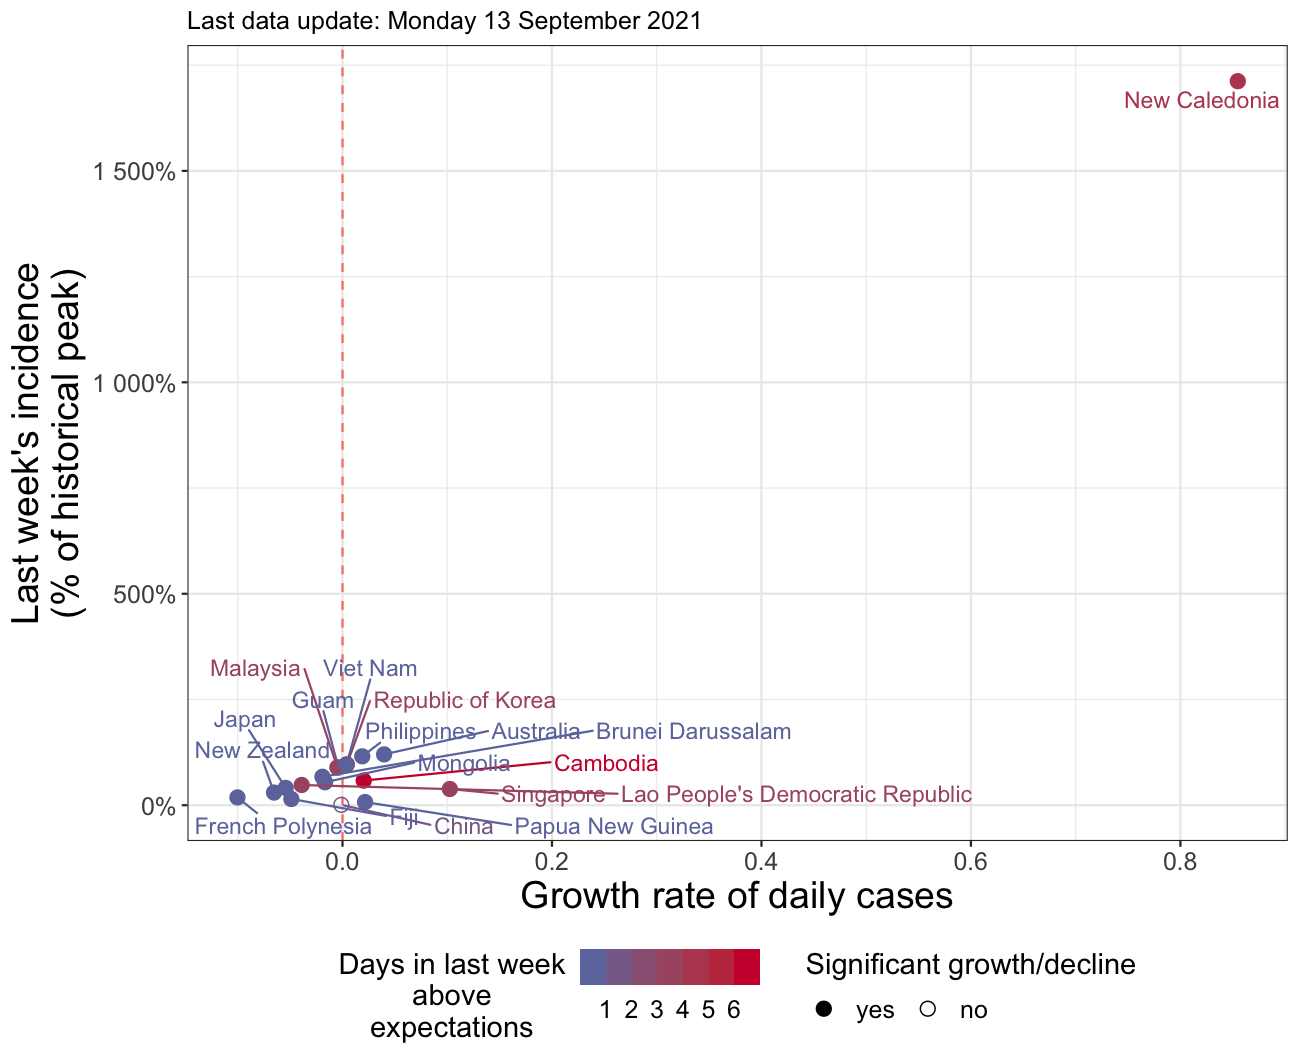 Last data update: Monday 13 September 2021
New Caledonia
1 500%
1 000%
500%
0%
Last week's incidence
(% of historical peak)
Malaysia
Viet Nam
Guam
Republic of Korea
Japan
Philippines
Australia
Brunei Darussalam
New Zealand
Mongolia
Cambodia
Singapore
Lao People's Democratic Republic
Fiji
French Polynesia
China
Papua New Guinea
0.0 0.2 0.4 0.6 0.8
Growth rate of daily cases
Days in last week
above
expectations
1 2 3 4 5 6
Significant growth/decline
yes no